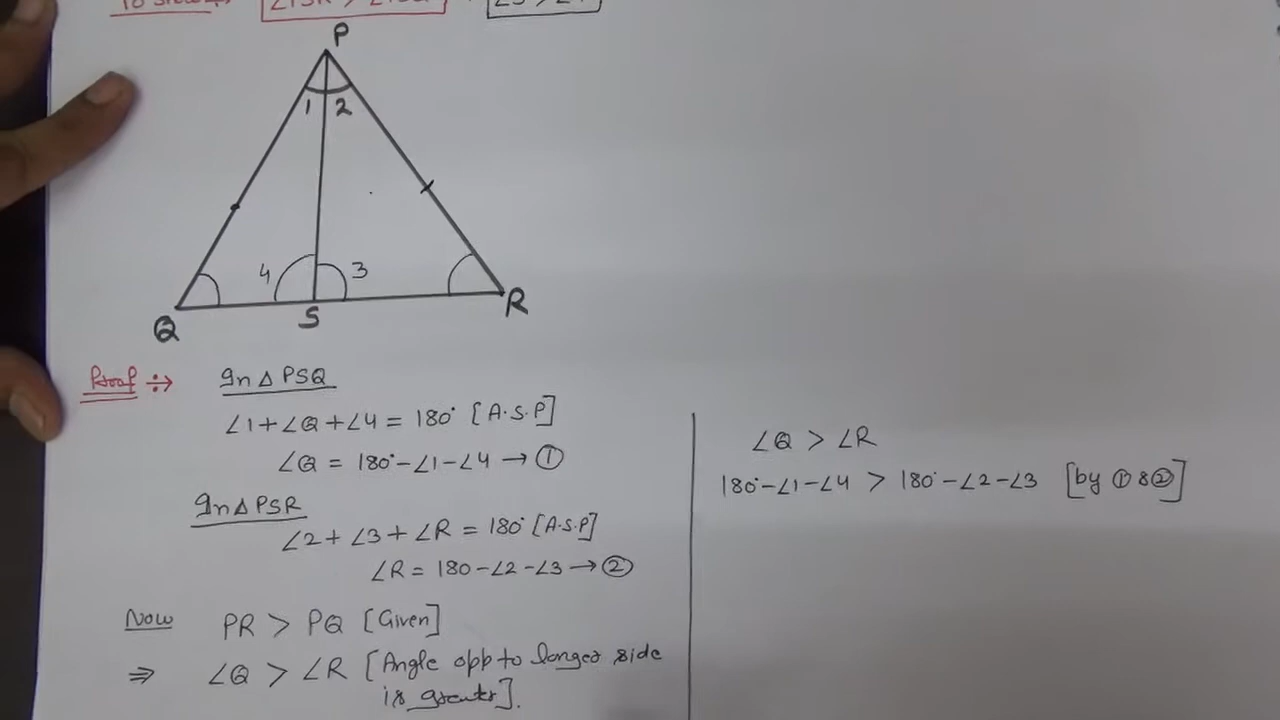 P
1 2
4 3
Q S R
Proof ÷→ In △ PSQ
∠1+∠Q+∠4 = 180° [A.S.P]
∠Q = 180°-∠1-∠4 → ①
In △ PSR
∠2+∠3+∠R = 180° [A.S.P]
∠R = 180-∠2-∠3 → ②
Now PR > PQ [Given]
⇒ ∠Q > ∠R [Angle opp to longer side
is greater].
∠Q > ∠R
180°-∠1-∠4 > 180°-∠2-∠3 [by ① & ②]